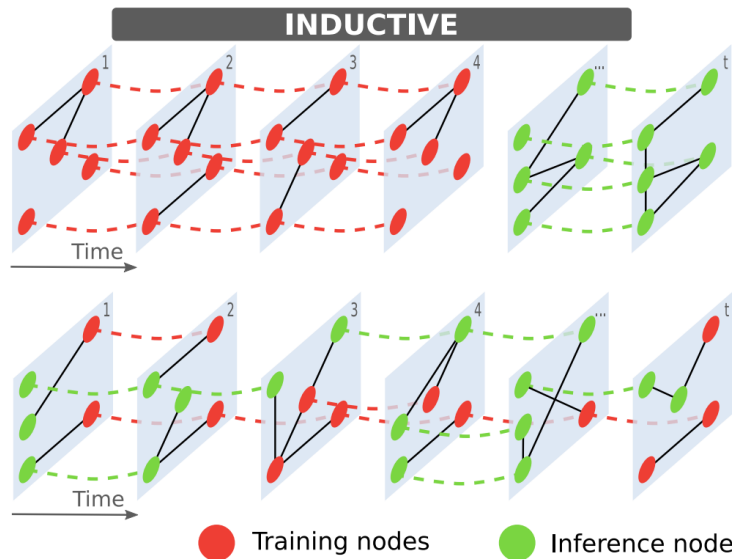 INDUCTIVE
1 2 3 4 ... t
Time
1 2 3 4 ... t
Time
Training nodes Inference node